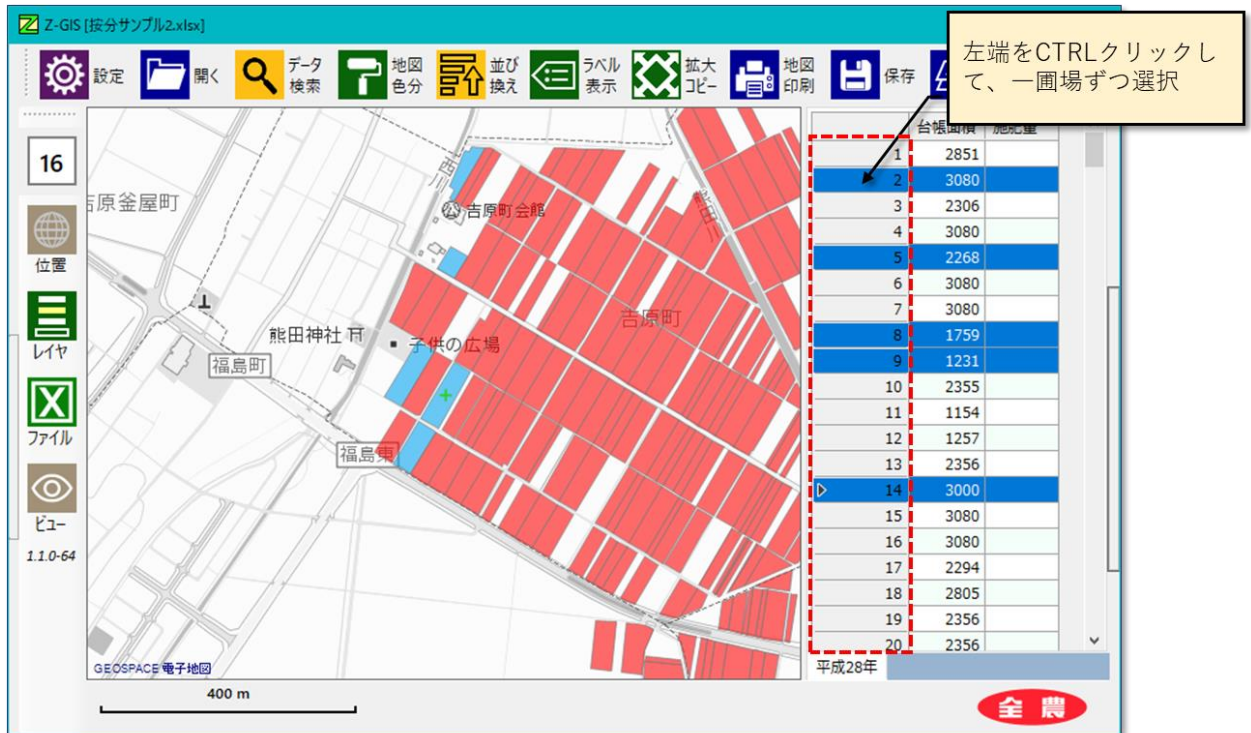 Z-GIS [按分サンプル2.xlsx]
左端をCTRLクリックし
て、一圃場ずつ選択
設定
開く
データ
検索
地図
色分
並び
換え
ラベル
表示
拡大
コピー
地図
印刷
保存
16
位置
レイヤ
ファイル
ビュー
1.1.0-64
吉原釜屋町
西川
吉原町会館
熊田神社
子供の広場
吉原町
福島町
福島東
GEOSPACE 電子地図
400 m
台帳面積 施肥量
1 2851
2 3080
3 2306
4 3080
5 2268
6 3080
7 3080
8 1759
9 1231
10 2355
11 1154
12 1257
13 2356
14 3000
15 3080
16 3080
17 2294
18 2805
19 2356
20 2356
平成28年
全農